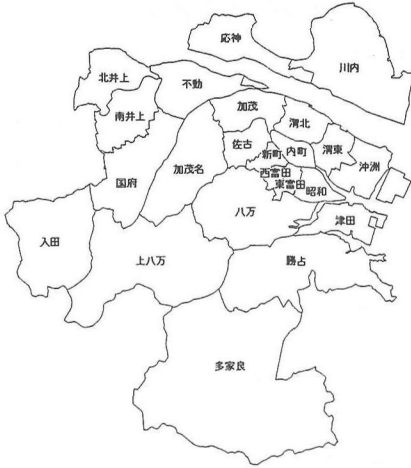 応神
川内
北井上
不動
南井上
加茂
渭北
佐古
新町
内町
渭東
沖洲
国府
加茂名
西富田
東富田
昭和
八万
津田
入田
上八万
勝占
多家良